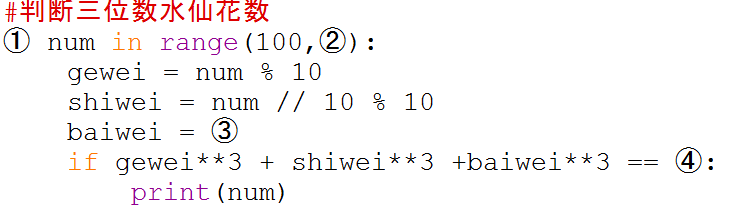 #判断三位数水仙花数
① num in range(100,②):
    gewei = num % 10
    shiwei = num // 10 % 10
    baiwei = ③
    if gewei**3 + shiwei**3 +baiwei**3 == ④:
        print(num)